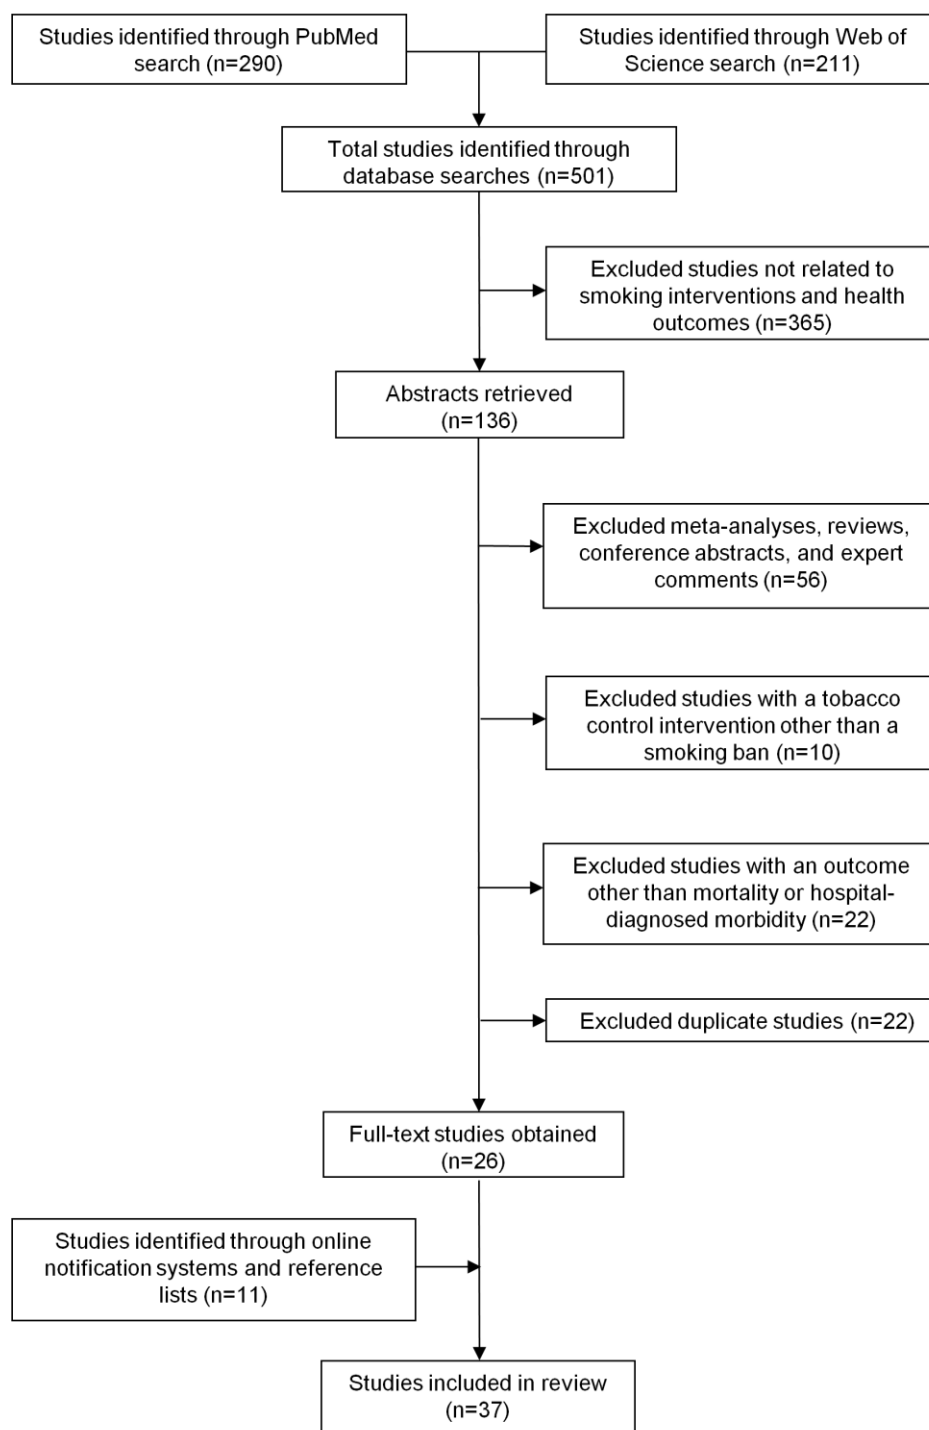 Studies identified through PubMed
search (n=290)
Studies identified through Web of
Science search (n=211)
Total studies identified through
database searches (n=501)
Excluded studies not related to
smoking interventions and health
outcomes (n=365)
Abstracts retrieved
(n=136)
Excluded meta-analyses, reviews,
conference abstracts, and expert
comments (n=56)
Excluded studies with a tobacco
control intervention other than a
smoking ban (n=10)
Excluded studies with an outcome
other than mortality or hospital-
diagnosed morbidity (n=22)
Excluded duplicate studies (n=22)
Full-text studies obtained
(n=26)
Studies identified through online
notification systems and reference
lists (n=11)
Studies included in review
(n=37)